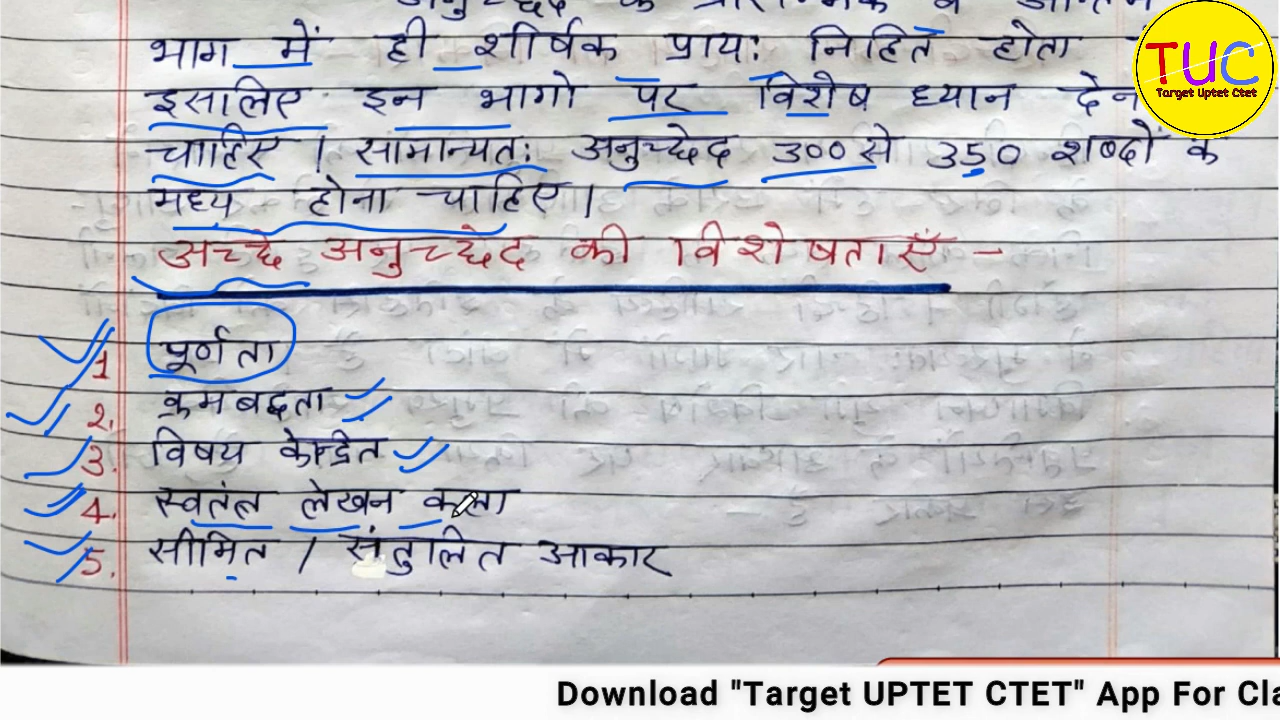 भाग में ही शीर्षक प्रायः निहित होता
इसलिए इन भागो पर विशेष ध्यान देन
चाहिए। सामान्यतः अनुच्छेद 300 से 350 शब्दों के
मध्य होना चाहिए।
अच्छे अनुच्छेद की विशेषताएँ -
1 पूर्णता
2. क्रमबद्धता
3. विषय केन्द्रित
4. स्वतंत लेखन कला
5. सीमित / संतुलित आकार
TUC
Target Uptet Ctet
Download "Target UPTET CTET" App For Cla